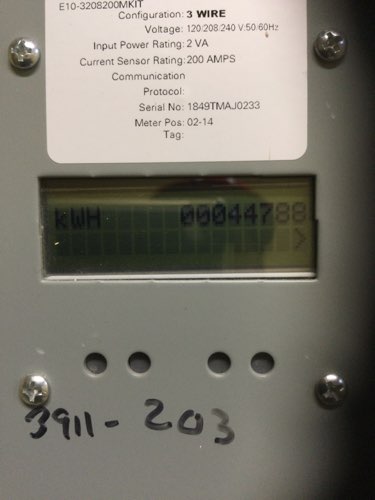 E10-3208200MKIT
Configuration: 3 WIRE
Voltage: 120/208/240 V:50/60Hz
Input Power Rating: 2 VA
Current Sensor Rating: 200 AMPS
Communication
Protocol:
Serial No: 1849TMAJ0233
Meter Pos: 02-14
Tag:
kWH 00044788
>
3911-203